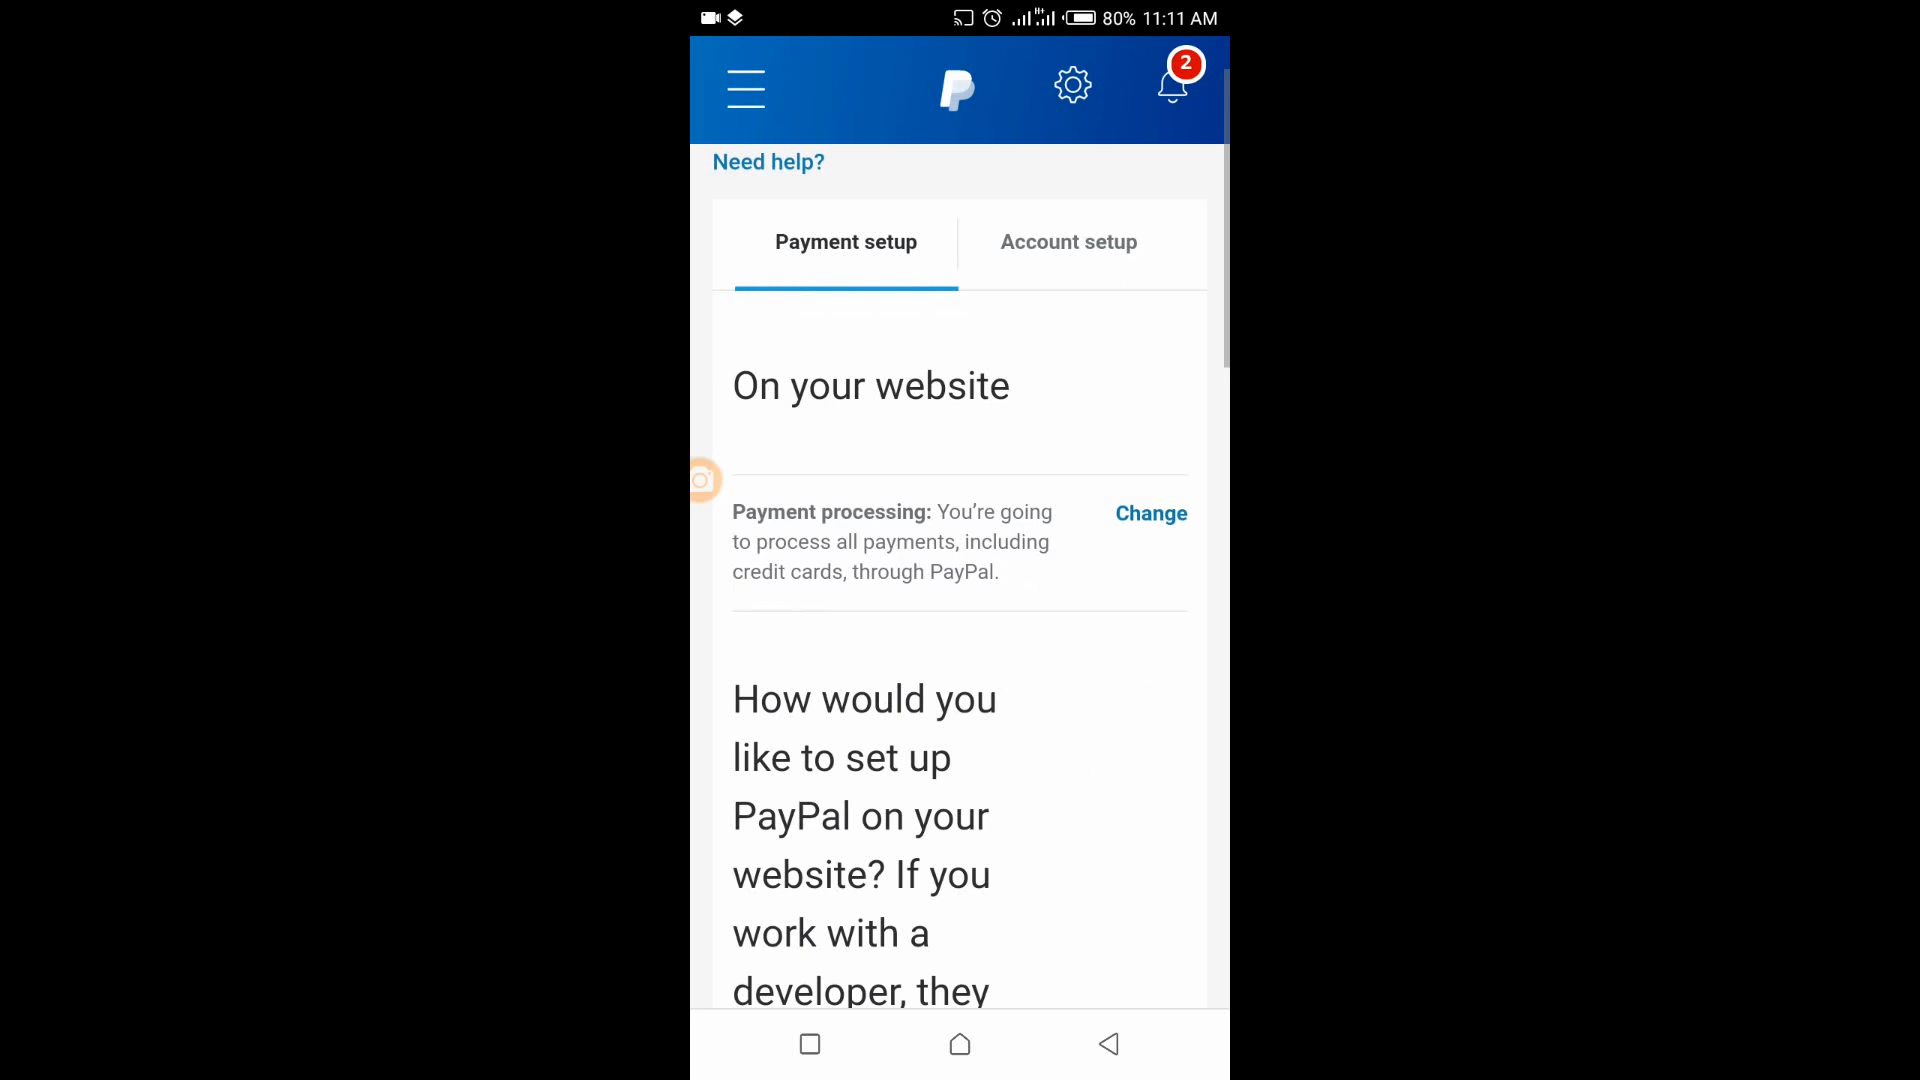 80% 11:11 AM
2
Need help?
Payment setup
Account setup
On your website
Payment processing: You’re going
to process all payments, including
credit cards, through PayPal.
Change
How would you
like to set up
PayPal on your
website? If you
work with a
developer, they